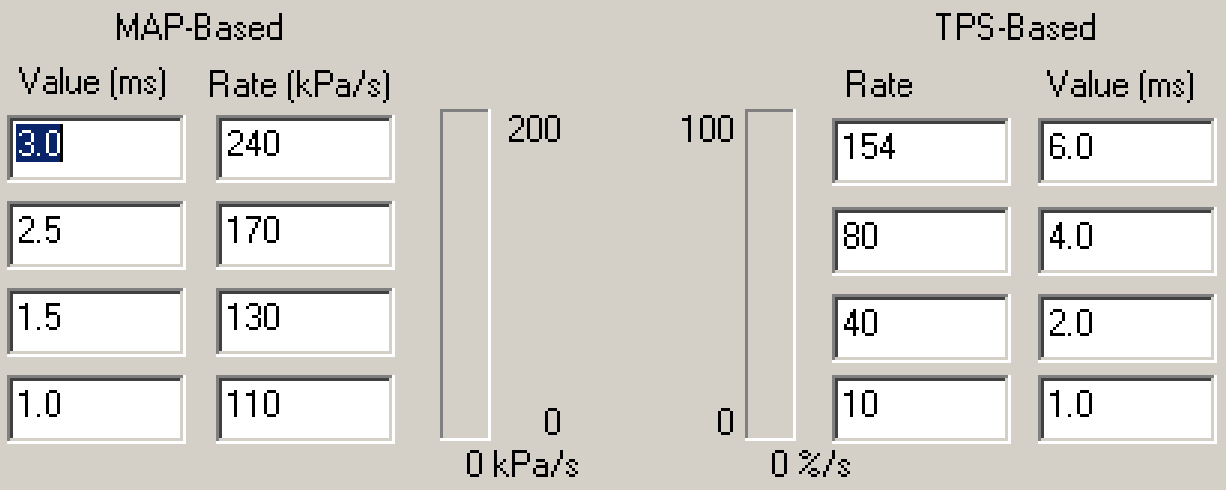 MAP-Based TPS-Based
Value (ms) Rate (kPa/s) Rate Value (ms)
3.0 240 200 100 154 6.0
2.5 170 80 4.0
1.5 130 40 2.0
1.0 110 0 0 10 1.0
0 kPa/s 0 %/s